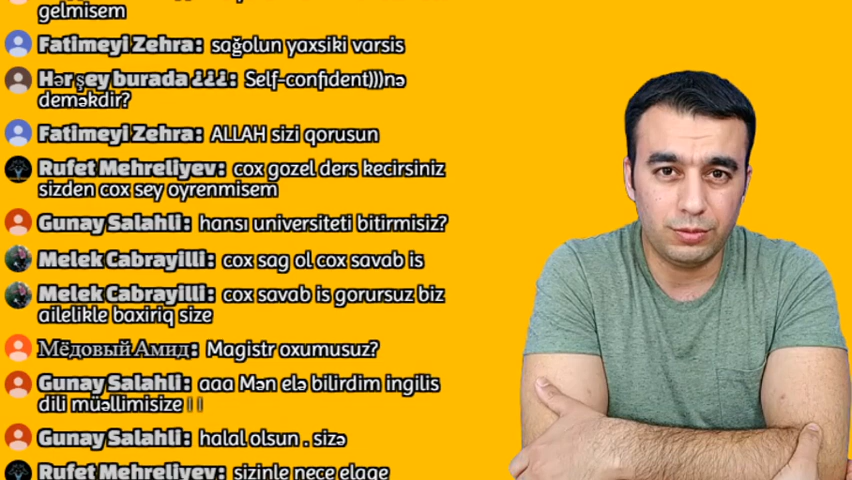 gelmisem
Fatimeyi Zehra: sağolun yaxsiki varsis
Hər şey burada ¿¿¿: Self-confident)))nə
deməkdir?
Fatimeyi Zehra: ALLAH sizi qorusun
Rufet Mehreliyev: cox gozel ders kecirsiniz
sizden cox sey oyrenmisem
Gunay Salahli: hansı universiteti bitirmisiz?
Melek Cabrayilli: cox sag ol cox savab is
Melek Cabrayilli: cox savab is gorursuz biz
ailelikle baxiriq size
Мёдовый Амид: Magistr oxumusuz?
Gunay Salahli: aaa Mən elə bilirdim ingilis
dili müəllimisize
Gunay Salahli: halal olsun . sizə
Rufet Mehreliyev: sizinle nece elaqe